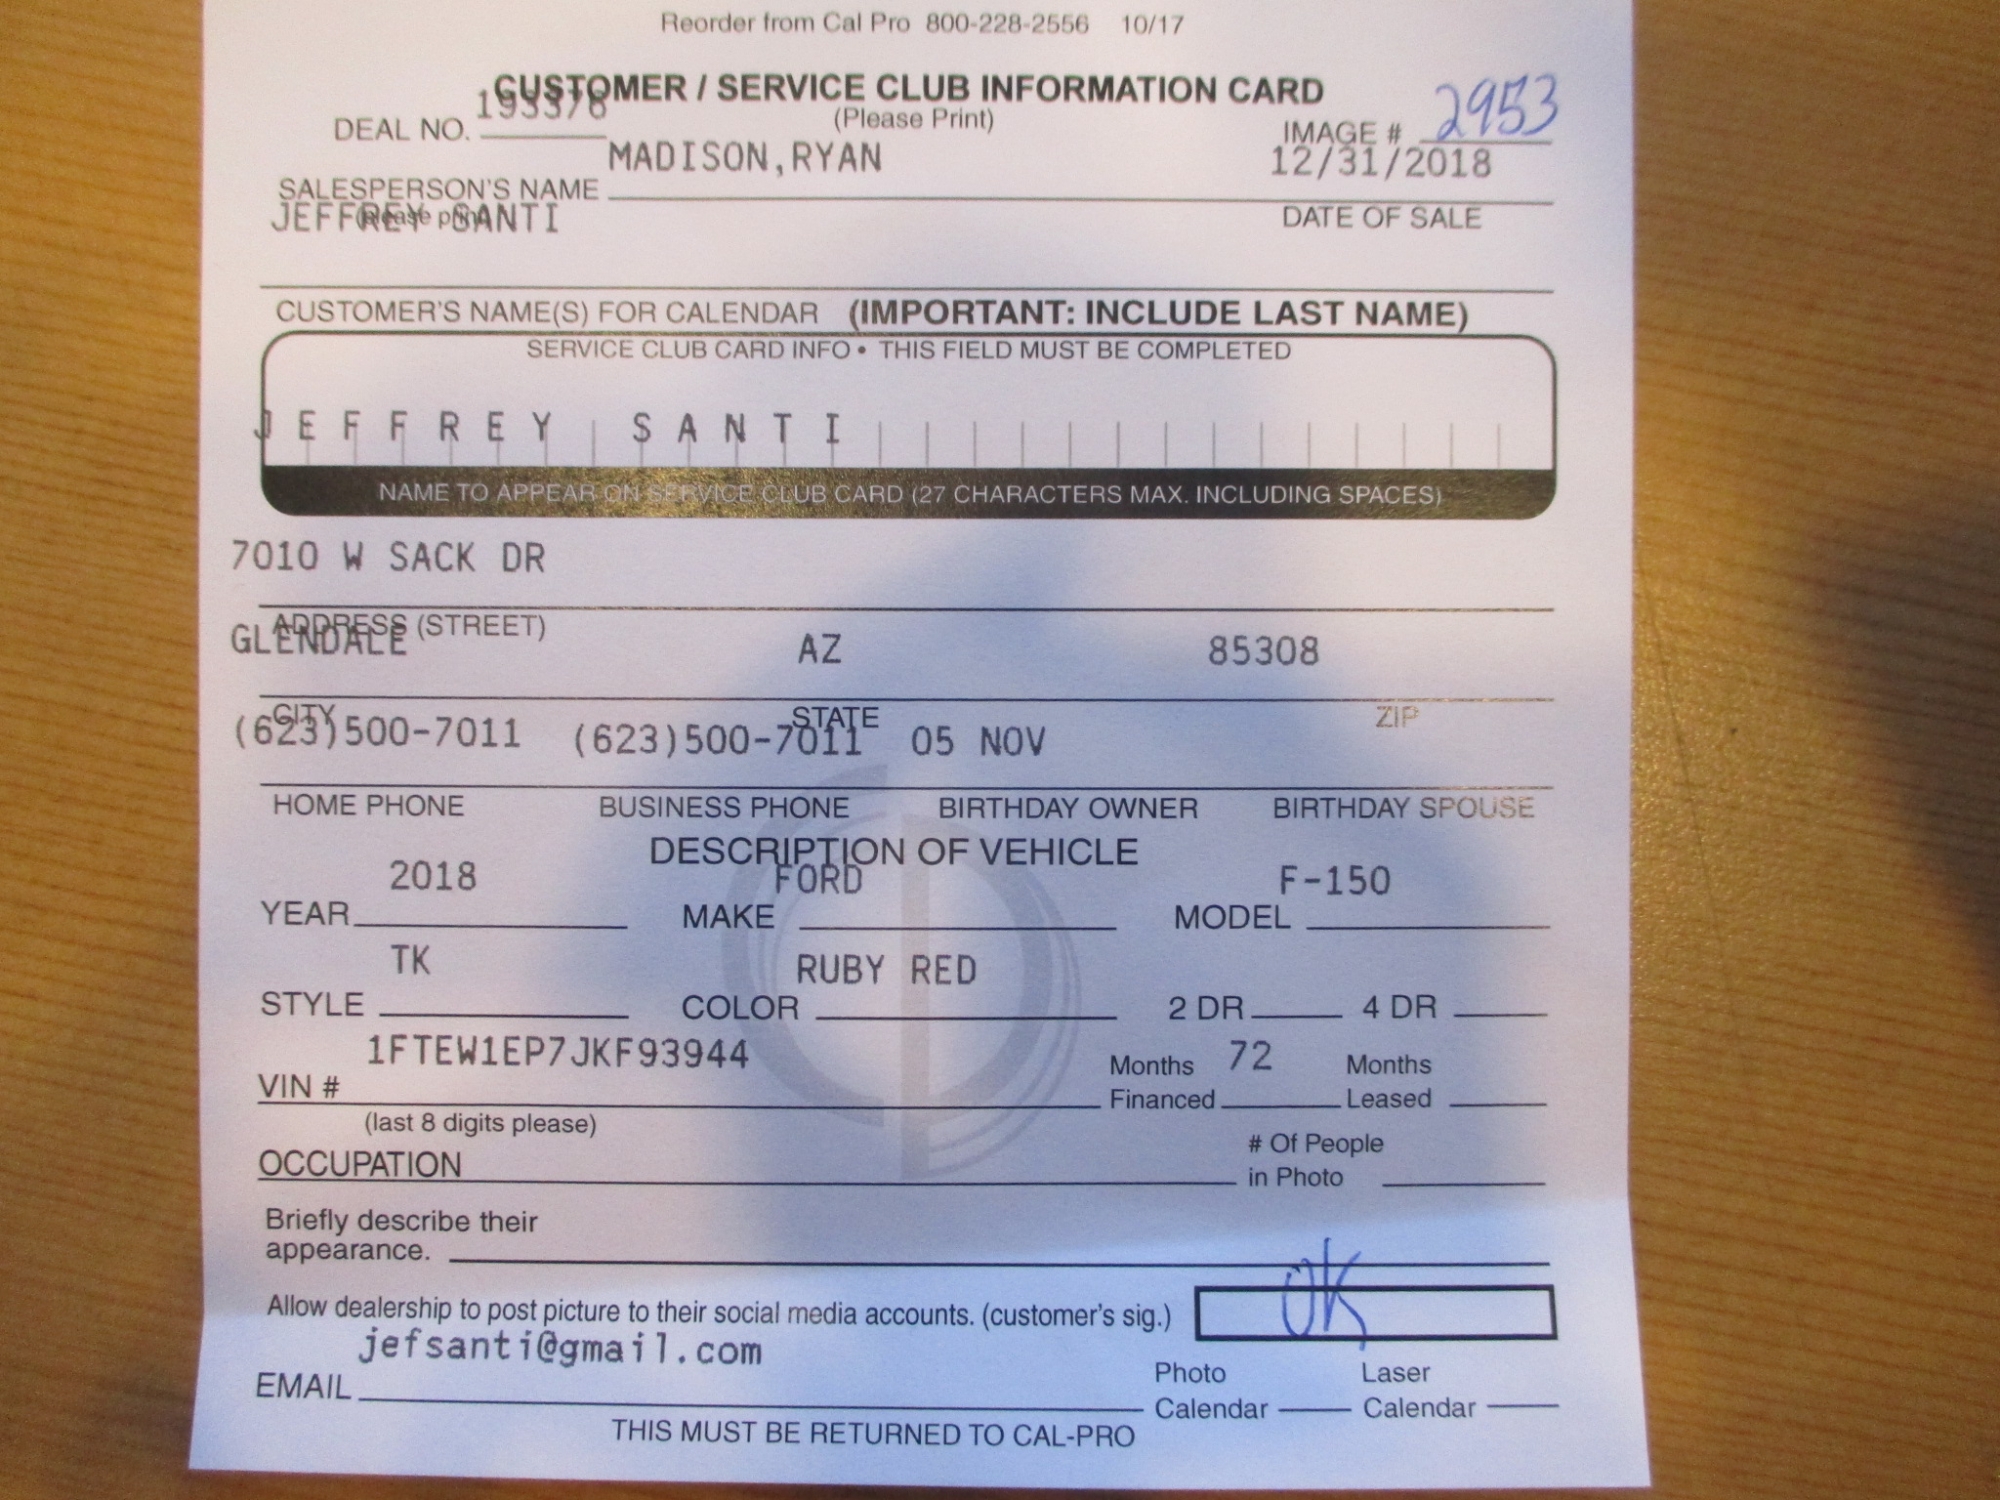 Reorder from Cal Pro 800-228-2556 10/17
CUSTOMER / SERVICE CLUB INFORMATION CARD
(Please Print)
DEAL NO. 193376
IMAGE # 2953
MADISON,RYAN
12/31/2018
SALESPERSON'S NAME
(please print)
DATE OF SALE
JEFFREY SANTI
CUSTOMER'S NAME(S) FOR CALENDAR (IMPORTANT: INCLUDE LAST NAME)
SERVICE CLUB CARD INFO • THIS FIELD MUST BE COMPLETED
JEFFREY SANTI
NAME TO APPEAR ON SERVICE CLUB CARD (27 CHARACTERS MAX. INCLUDING SPACES)
7010 W SACK DR
ADDRESS (STREET)
GLENDALE AZ 85308
CITY STATE ZIP
(623)500-7011 (623)500-7011 05 NOV
HOME PHONE BUSINESS PHONE BIRTHDAY OWNER BIRTHDAY SPOUSE
DESCRIPTION OF VEHICLE
2018 FORD F-150
YEAR MAKE MODEL
TK RUBY RED
STYLE COLOR 2 DR 4 DR
1FTEW1EP7JKF93944 Months 72 Months
VIN # Financed Leased
(last 8 digits please)
# Of People
OCCUPATION in Photo
Briefly describe their
appearance.
OK
Allow dealership to post picture to their social media accounts. (customer's sig.)
jefsanti@gmail.com
Photo Laser
EMAIL Calendar Calendar
THIS MUST BE RETURNED TO CAL-PRO